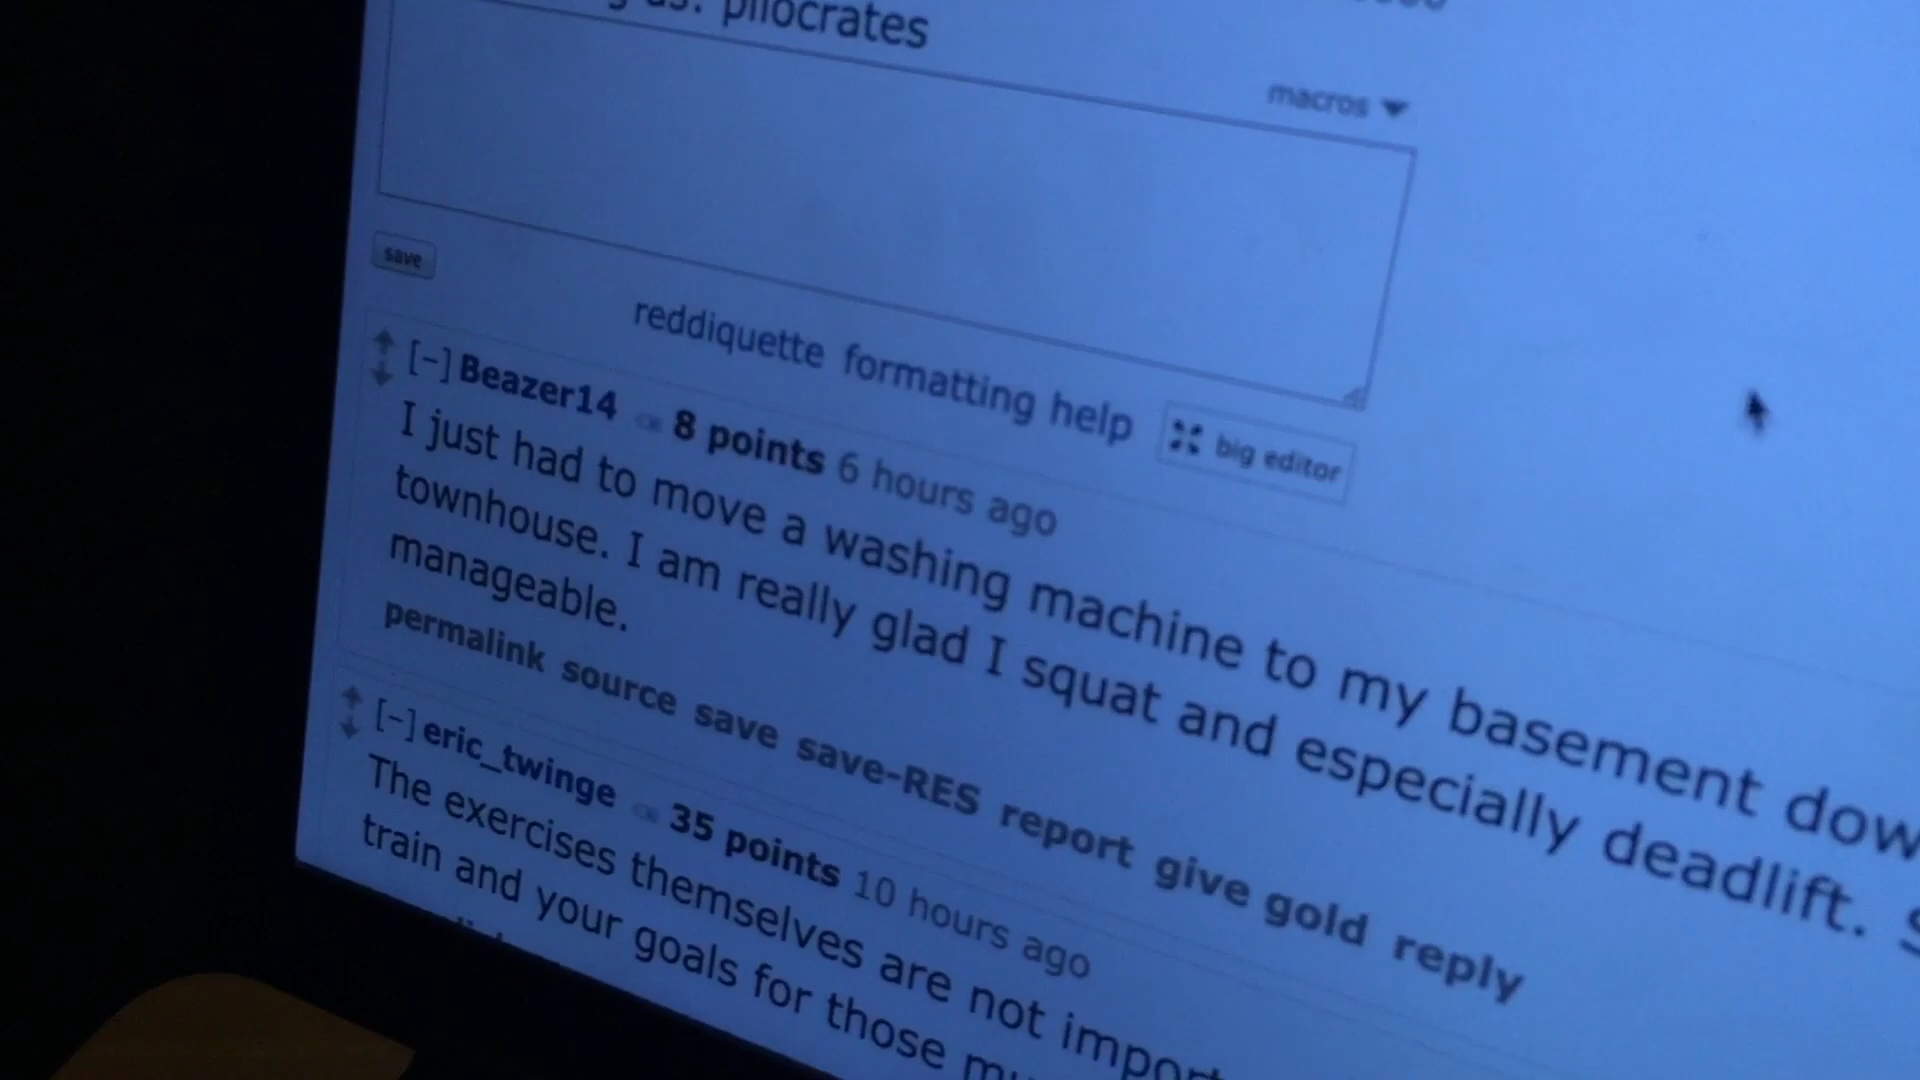 as: pilocrates
macros
save
reddiquette formatting help big editor
[–] Beazer14 8 points 6 hours ago
I just had to move a washing machine to my basement dow
townhouse. I am really glad I squat and especially deadlift. S
manageable.
permalink source save save-RES report give gold reply
[–] eric_twinge 35 points 10 hours ago
The exercises themselves are not import
train and your goals for those mu